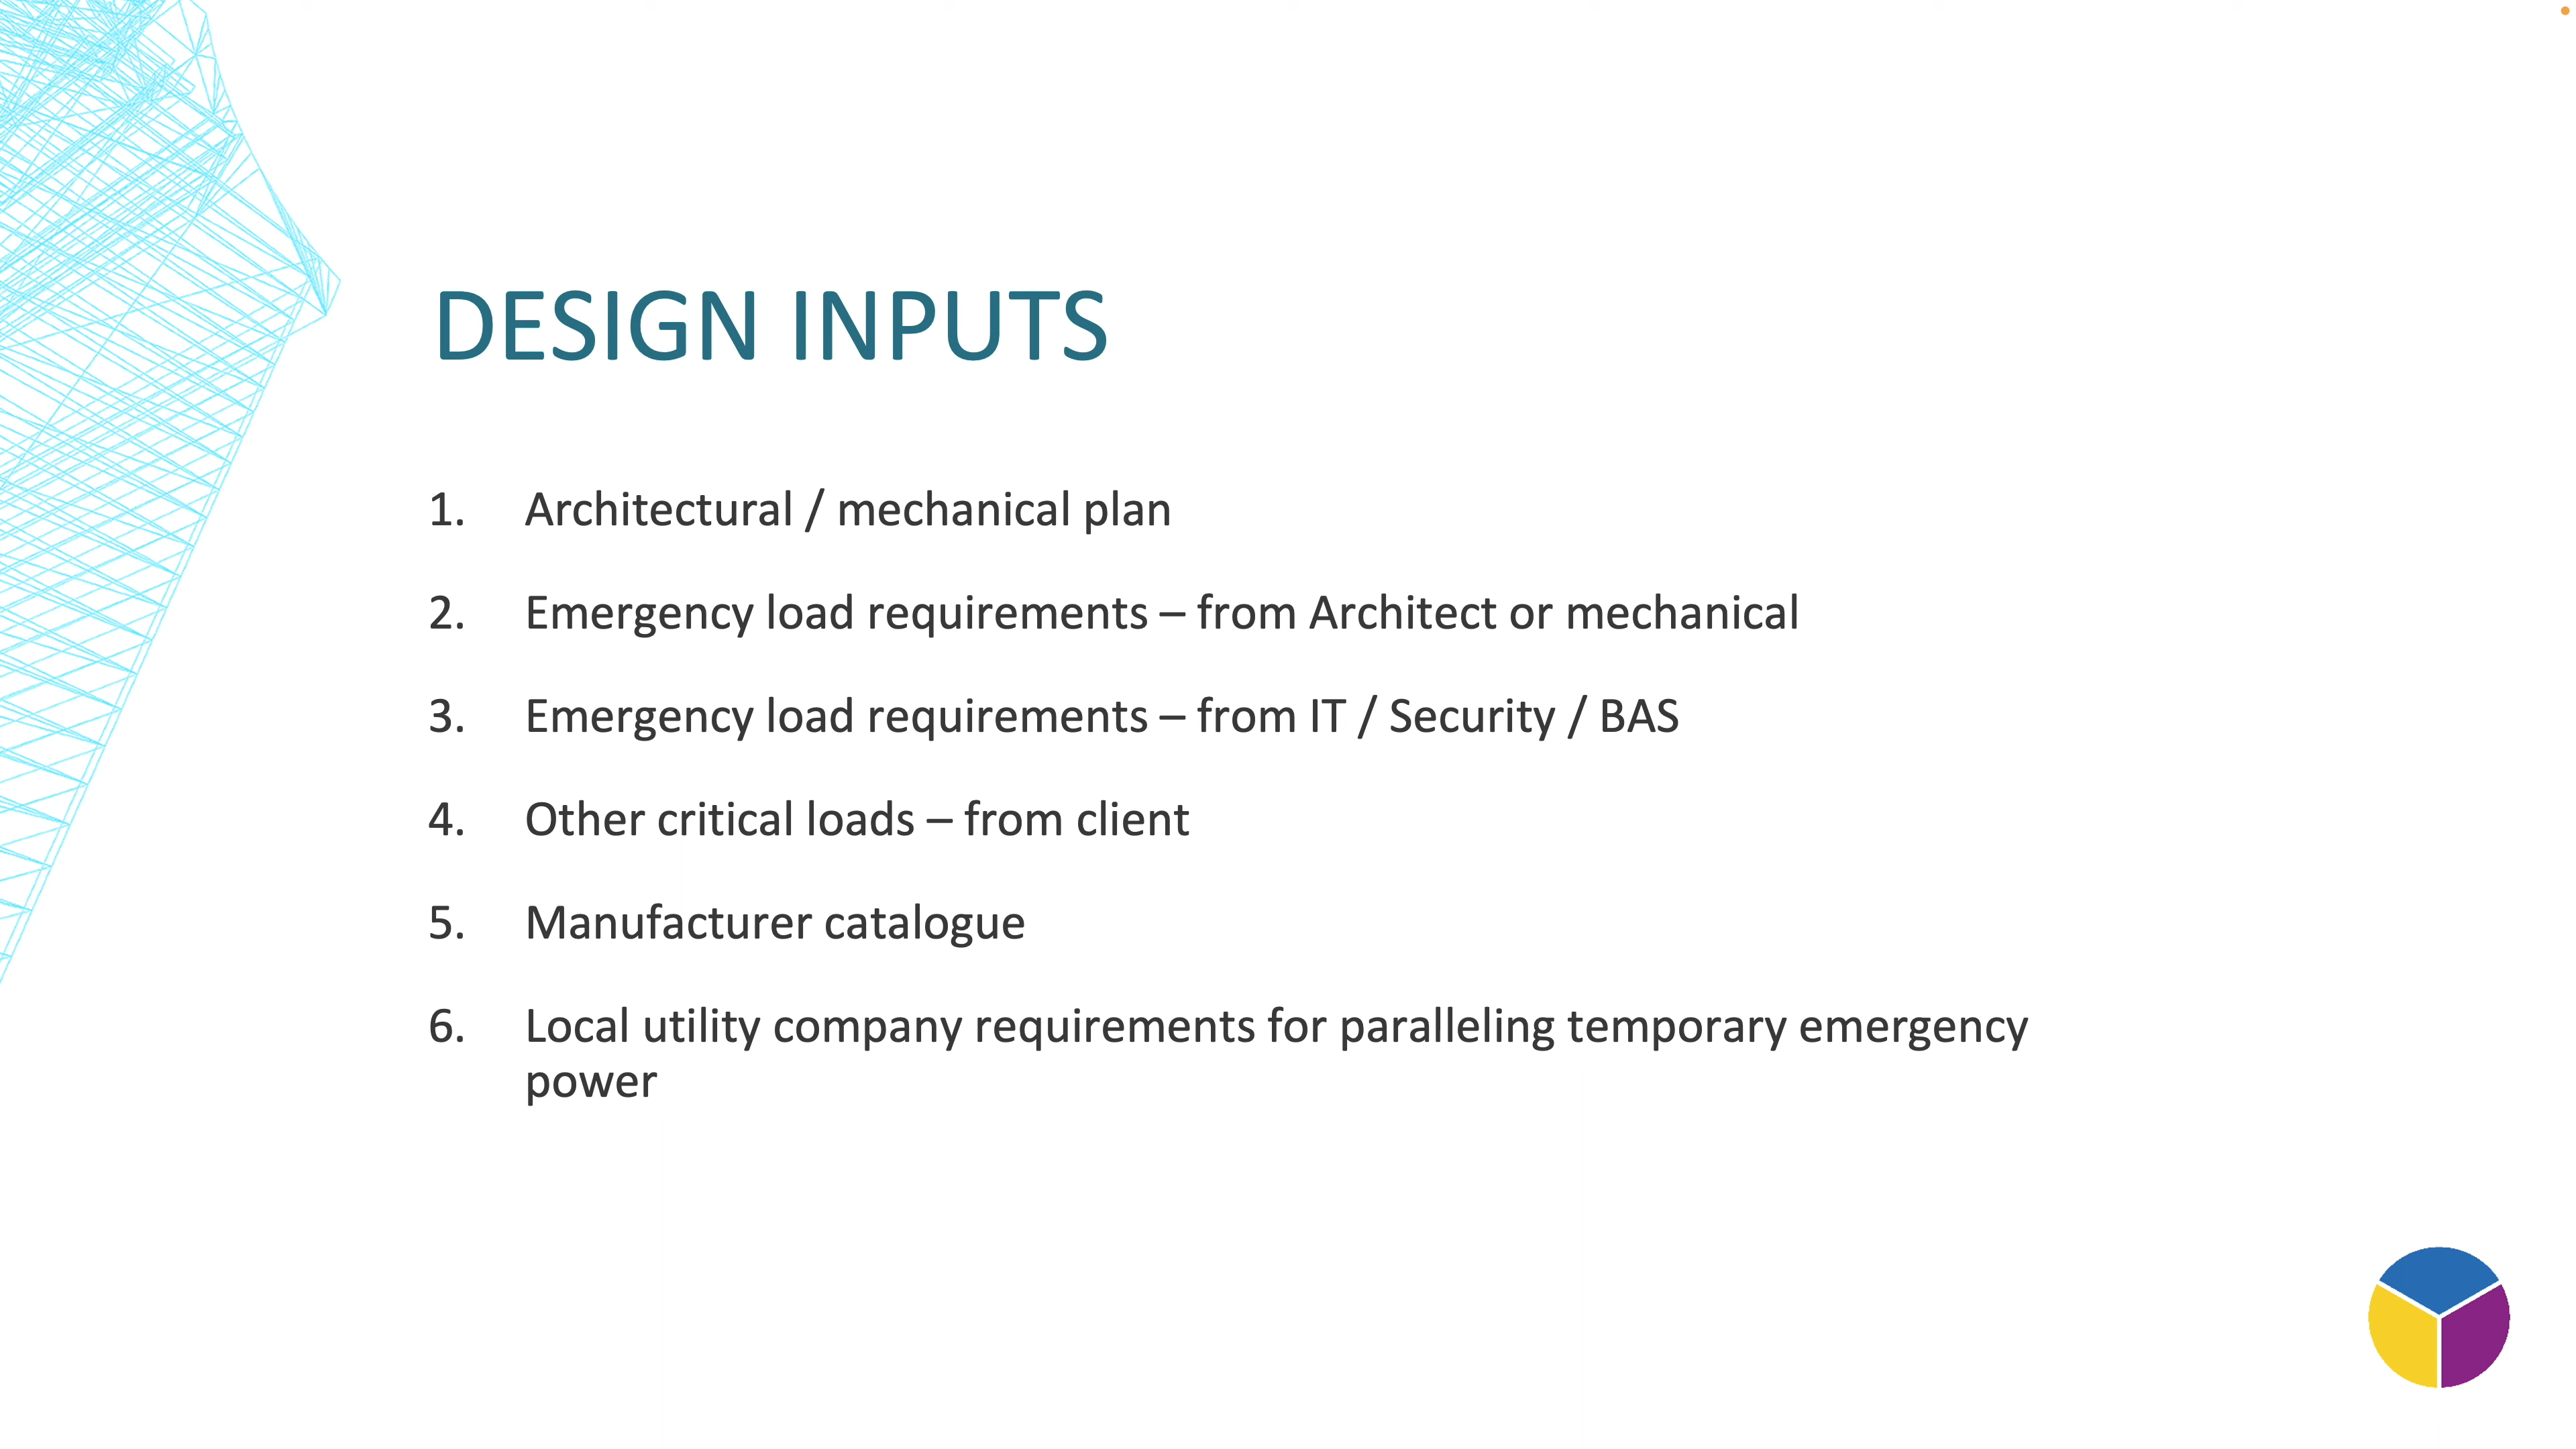 DESIGN INPUTS
1. Architectural / mechanical plan
2. Emergency load requirements – from Architect or mechanical
3. Emergency load requirements – from IT / Security / BAS
4. Other critical loads – from client
5. Manufacturer catalogue
6. Local utility company requirements for paralleling temporary emergency
power